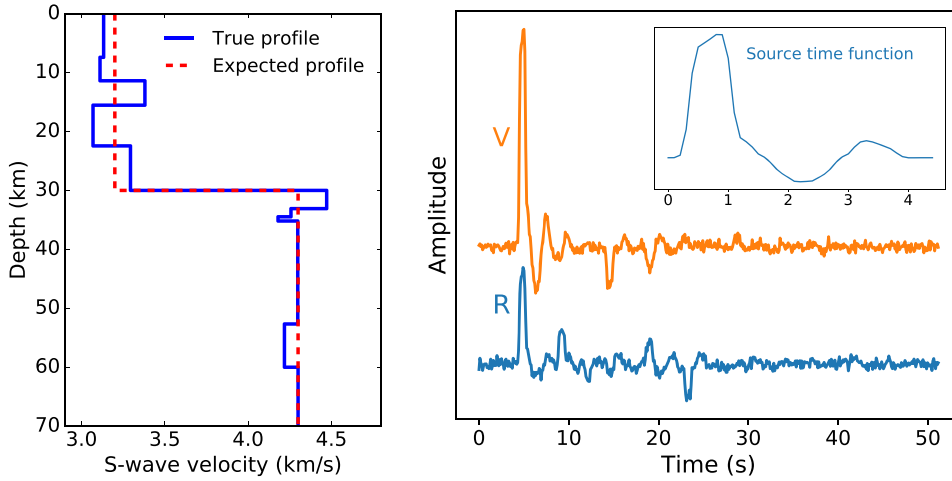 0
10
20
30
40
50
60
70
Depth (km)
3.0
3.5
4.0
4.5
S-wave velocity (km/s)
True profile
Expected profile
Amplitude
V
R
Source time function
0
1
2
3
4
0
10
20
30
40
50
Time (s)